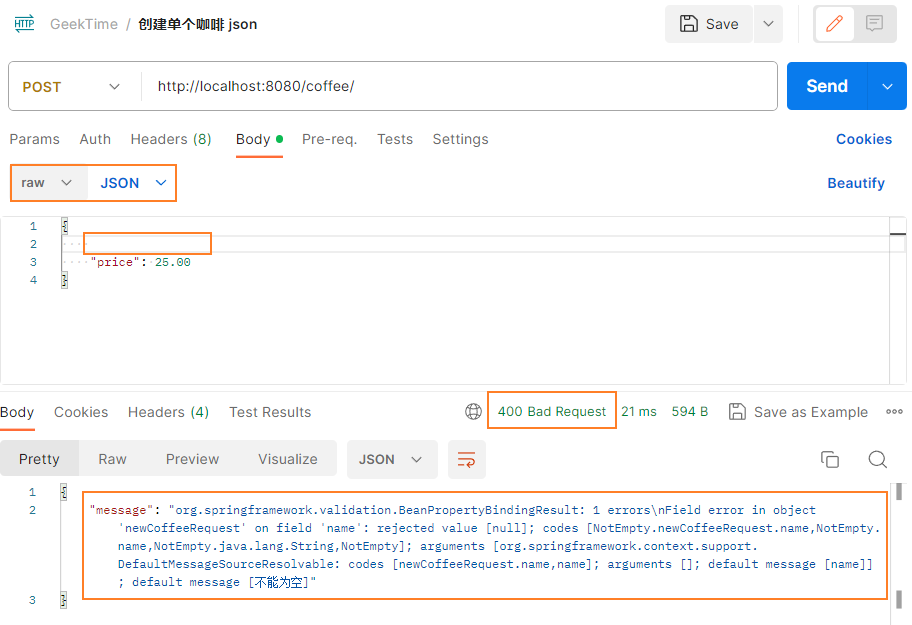 HTTP GeekTime / 创建单个咖啡 json Save
POST http://localhost:8080/coffee/ Send
Params Auth Headers (8) Body Pre-req. Tests Settings Cookies
raw JSON Beautify
1 {
2
3 "price": 25.00
4 }
Body Cookies Headers (4) Test Results 400 Bad Request 21 ms 594 B Save as Example
Pretty Raw Preview Visualize JSON
1 {
2 "message": "org.springframework.validation.BeanPropertyBindingResult: 1 errors\nField error in object
'newCoffeeRequest' on field 'name': rejected value [null]; codes [NotEmpty.newCoffeeRequest.name,NotEmpty.
name,NotEmpty.java.lang.String,NotEmpty]; arguments [org.springframework.context.support.
DefaultMessageSourceResolvable: codes [newCoffeeRequest.name,name]; arguments []; default message [name]]
; default message [不能为空]"
3 }